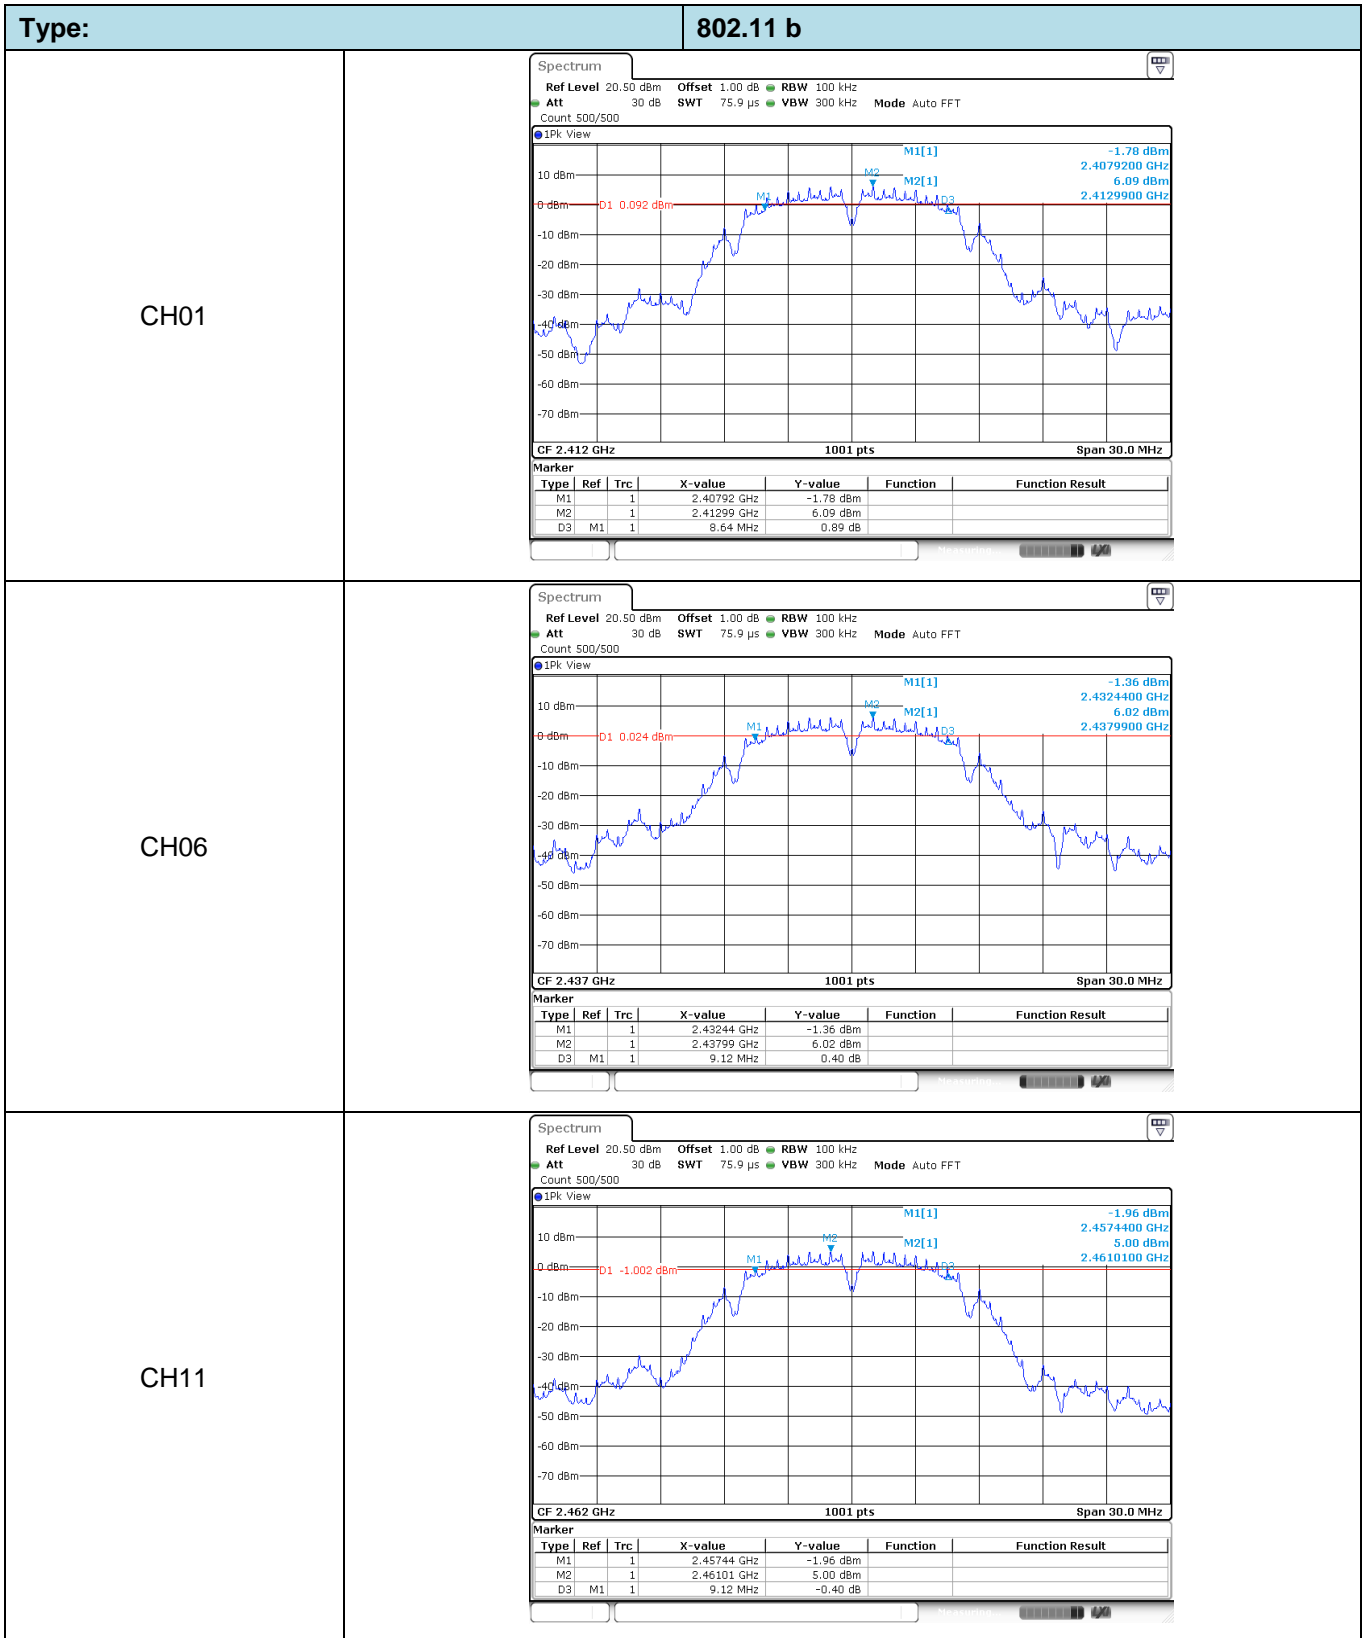 Type: 802.11 b
CH01
Spectrum
Ref Level 20.50 dBm Offset 1.00 dB RBW 100 kHz
Att 30 dB SWT 75.9 µs VBW 300 kHz Mode Auto FFT
Count 500/500
1Pk View
M1[1] -1.78 dBm
2.4079200 GHz
M2[1] 6.09 dBm
2.4129900 GHz
M2
10 dBm
M1
D3
0 dBm
D1 0.092 dBm
-10 dBm
-20 dBm
-30 dBm
-40 dBm
-50 dBm
-60 dBm
-70 dBm
CF 2.412 GHz 1001 pts Span 30.0 MHz
Marker
Type Ref Trc X-value Y-value Function Function Result
M1 1 2.40792 GHz -1.78 dBm
M2 1 2.41299 GHz 6.09 dBm
D3 M1 1 8.64 MHz 0.89 dB
Measuring
CH06
Spectrum
Ref Level 20.50 dBm Offset 1.00 dB RBW 100 kHz
Att 30 dB SWT 75.9 µs VBW 300 kHz Mode Auto FFT
Count 500/500
1Pk View
M1[1] -1.36 dBm
2.4324400 GHz
M2[1] 6.02 dBm
2.4379900 GHz
M2
10 dBm
M1
D3
0 dBm
D1 0.024 dBm
-10 dBm
-20 dBm
-30 dBm
-40 dBm
-50 dBm
-60 dBm
-70 dBm
CF 2.437 GHz 1001 pts Span 30.0 MHz
Marker
Type Ref Trc X-value Y-value Function Function Result
M1 1 2.43244 GHz -1.36 dBm
M2 1 2.43799 GHz 6.02 dBm
D3 M1 1 9.12 MHz 0.40 dB
Measuring
CH11
Spectrum
Ref Level 20.50 dBm Offset 1.00 dB RBW 100 kHz
Att 30 dB SWT 75.9 µs VBW 300 kHz Mode Auto FFT
Count 500/500
1Pk View
M1[1] -1.96 dBm
2.4574400 GHz
M2[1] 5.00 dBm
2.4610100 GHz
M2
10 dBm
M1
D3
0 dBm
D1 -1.002 dBm
-10 dBm
-20 dBm
-30 dBm
-40 dBm
-50 dBm
-60 dBm
-70 dBm
CF 2.462 GHz 1001 pts Span 30.0 MHz
Marker
Type Ref Trc X-value Y-value Function Function Result
M1 1 2.45744 GHz -1.96 dBm
M2 1 2.46101 GHz 5.00 dBm
D3 M1 1 9.12 MHz -0.40 dB
Measuring